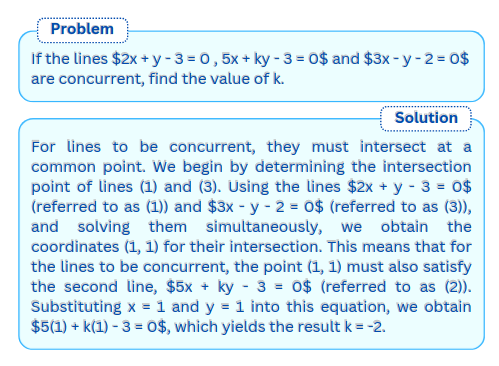 Problem
If the lines $2x + y - 3 = 0 , 5x + ky - 3 = 0$ and $3x - y - 2 = 0$
are concurrent, find the value of k.
Solution
For lines to be concurrent, they must intersect at a
common point. We begin by determining the intersection
point of lines (1) and (3). Using the lines $2x + y - 3 = 0$
(referred to as (1)) and $3x - y - 2 = 0$ (referred to as (3)),
and solving them simultaneously, we obtain the
coordinates (1, 1) for their intersection. This means that for
the lines to be concurrent, the point (1, 1) must also satisfy
the second line, $5x + ky - 3 = 0$ (referred to as (2)).
Substituting x = 1 and y = 1 into this equation, we obtain
$5(1) + k(1) - 3 = 0$, which yields the result k = -2.